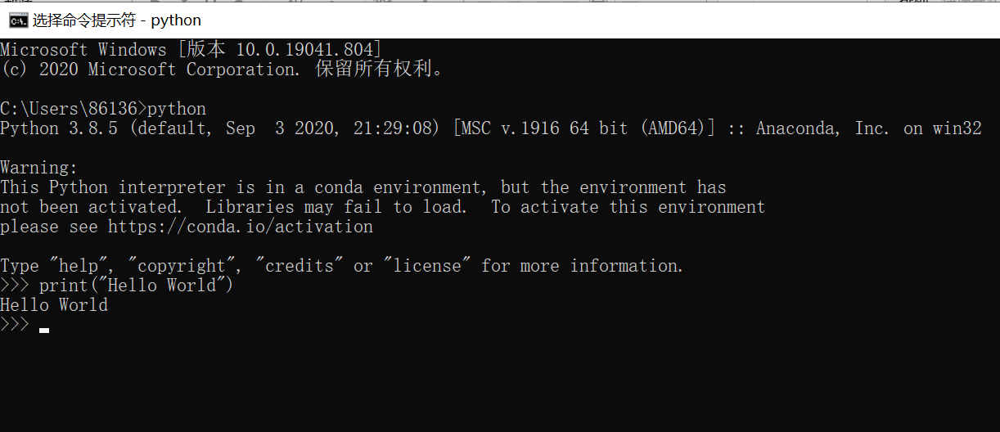 选择命令提示符 - python
Microsoft Windows [版本 10.0.19041.804]
(c) 2020 Microsoft Corporation. 保留所有权利。
C:\Users\86136>python
Python 3.8.5 (default, Sep  3 2020, 21:29:08) [MSC v.1916 64 bit (AMD64)] :: Anaconda, Inc. on win32
Warning:
This Python interpreter is in a conda environment, but the environment has
not been activated.  Libraries may fail to load.  To activate this environment
please see https://conda.io/activation
Type "help", "copyright", "credits" or "license" for more information.
>>> print("Hello World")
Hello World
>>>